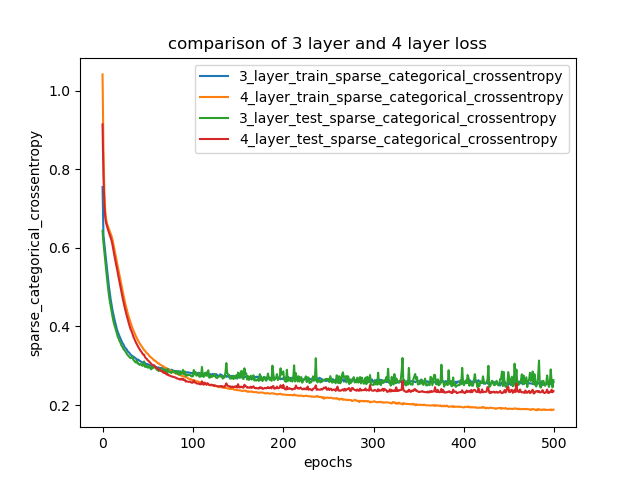 comparison of 3 layer and 4 layer loss
3_layer_train_sparse_categorical_crossentropy
4_layer_train_sparse_categorical_crossentropy
3_layer_test_sparse_categorical_crossentropy
4_layer_test_sparse_categorical_crossentropy
sparse_categorical_crossentropy
1.0
0.8
0.6
0.4
0.2
0 100 200 300 400 500
epochs